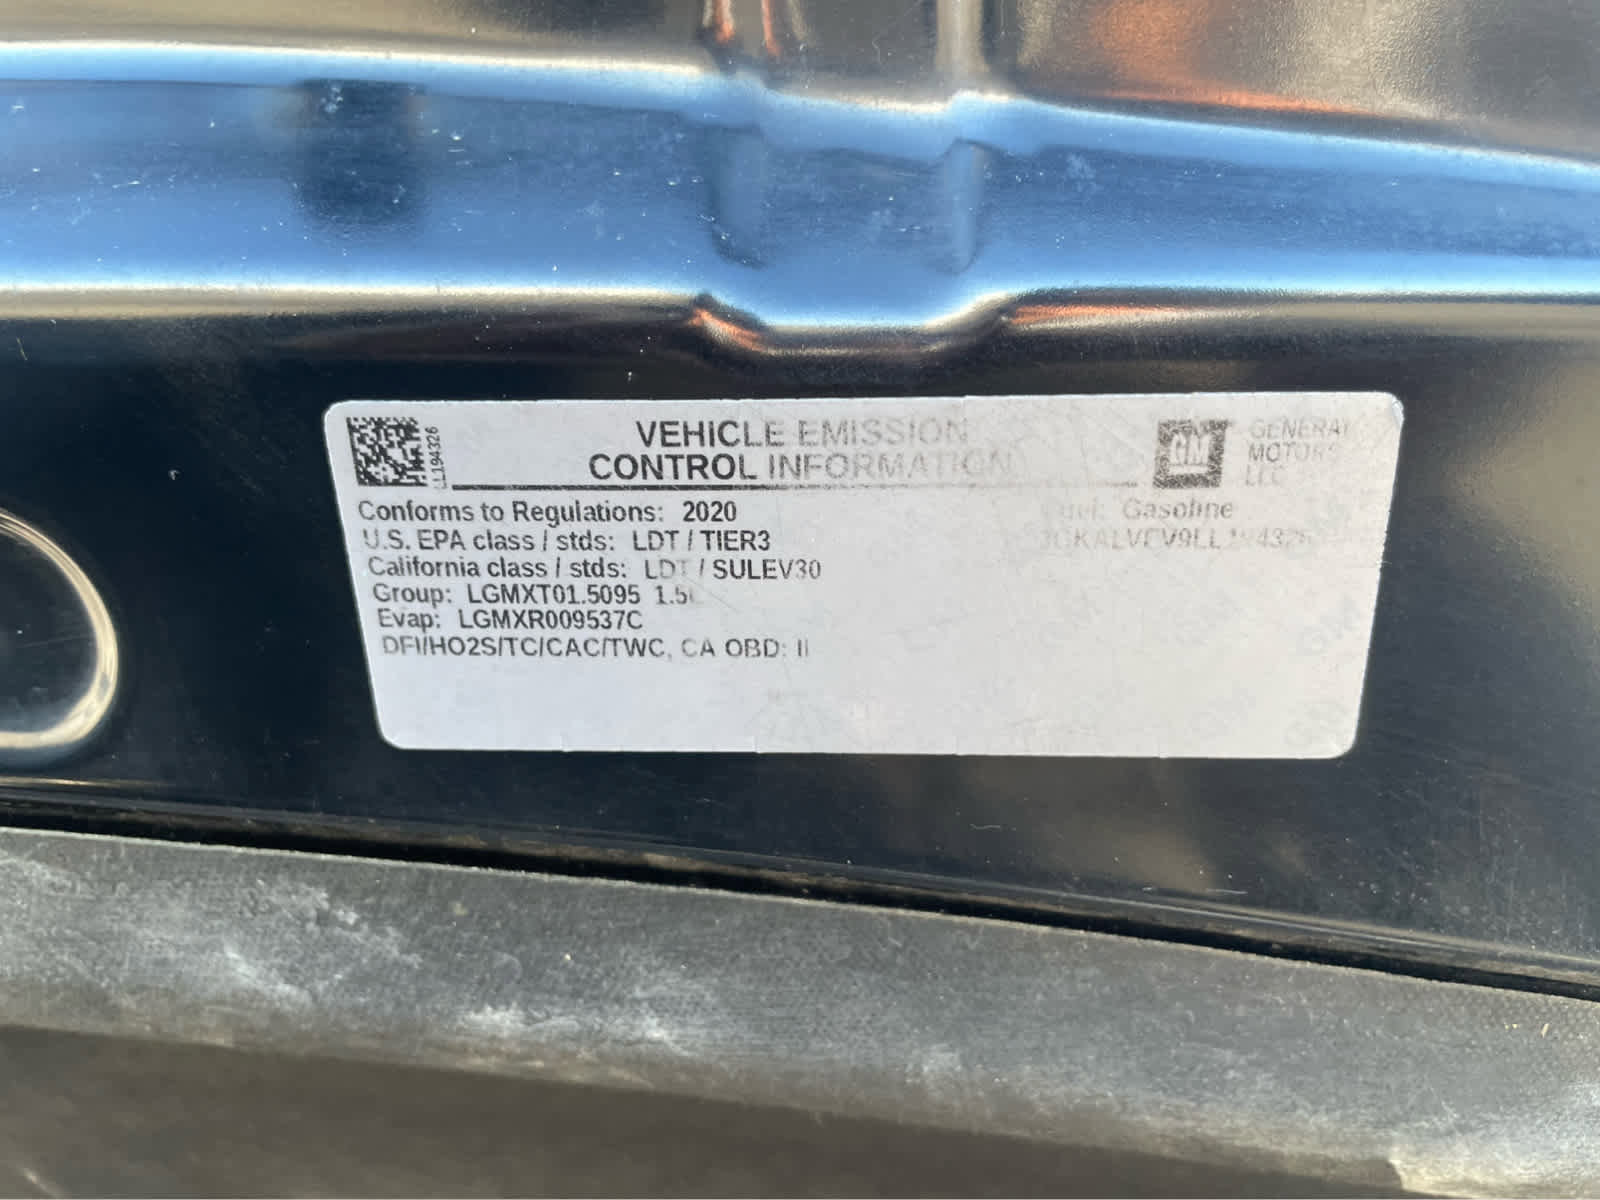 LL194326
VEHICLE EMISSION
CONTROL INFORMATION
GM
GENERAL
MOTORS
LLC
Conforms to Regulations: 2020
Fuel: Gasoline
U.S. EPA class / stds: LDT / TIER3
California class / stds: LDT / SULEV30
Group: LGMXT01.5095 1.5L
Evap: LGMXR009537C
DFI/HO2S/TC/CAC/TWC, CA OBD: II